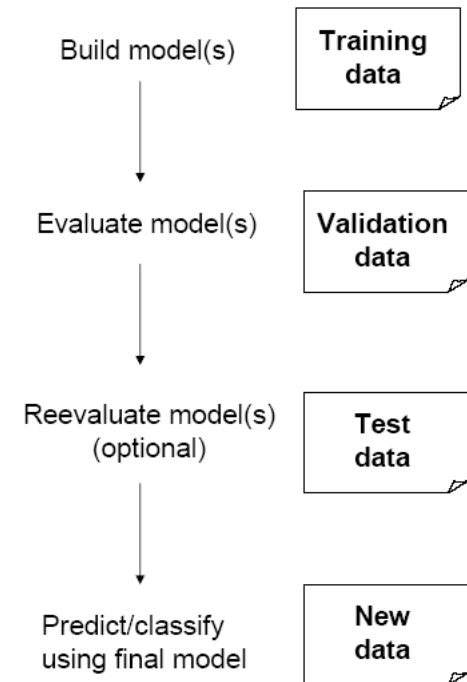 Build model(s)
Training
data
Evaluate model(s)
Validation
data
Reevaluate model(s)
(optional)
Test
data
Predict/classify
using final model
New
data